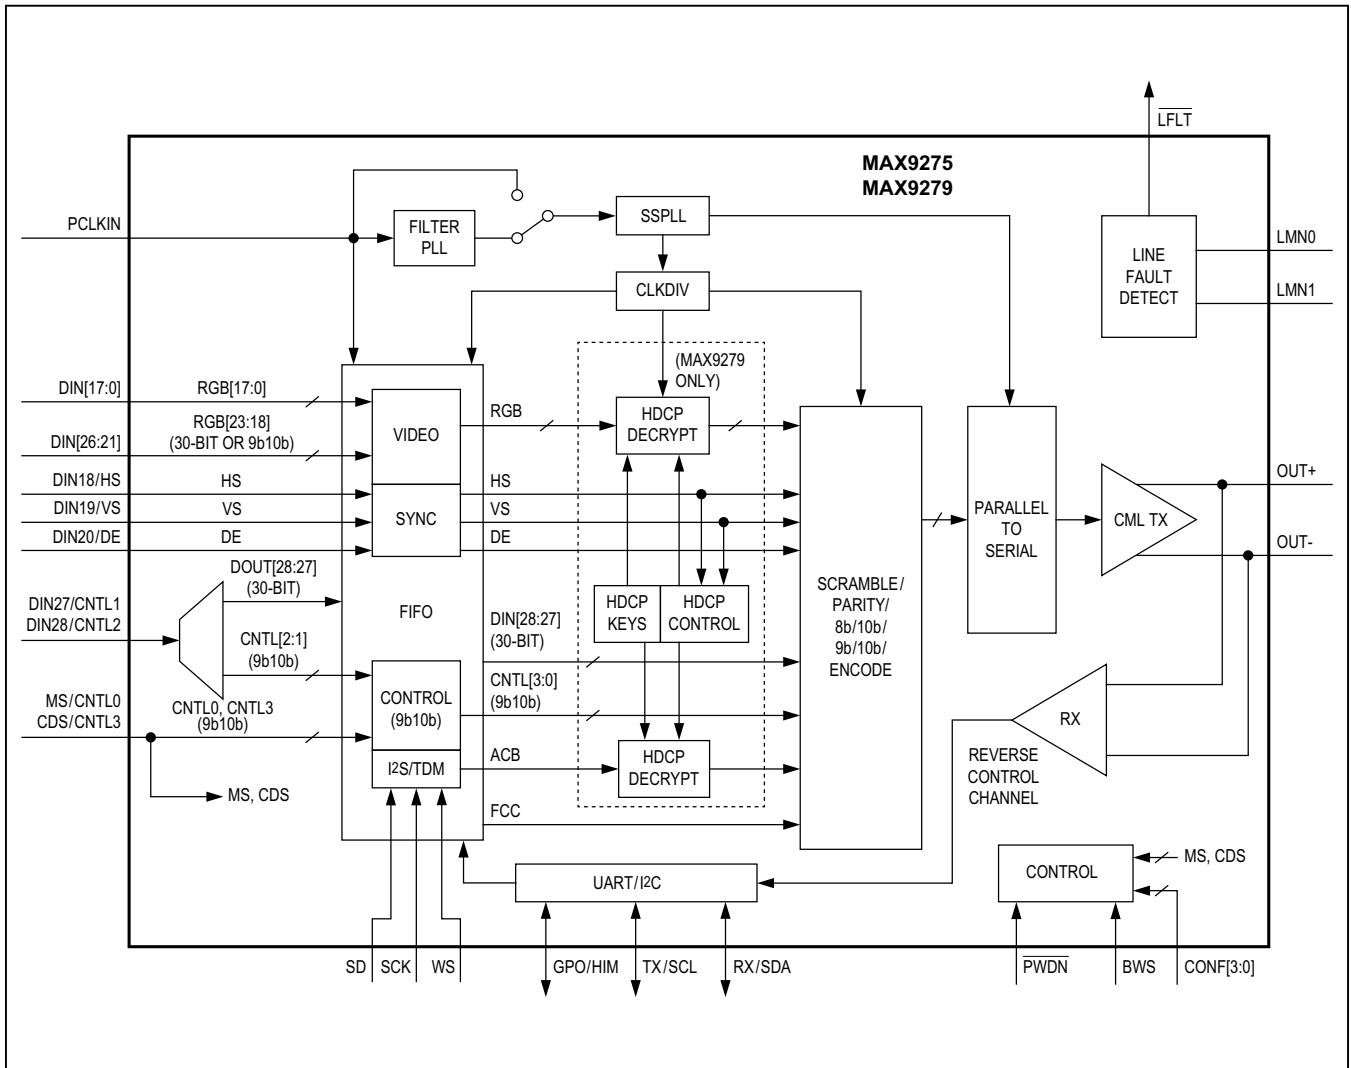 LFLT
MAX9275
MAX9279
PCLKIN
FILTER
PLL
SSPLL
CLKDIV
LINE
FAULT
DETECT
LMN0
LMN1
(MAX9279
ONLY)
DIN[17:0]
RGB[17:0]
RGB[23:18]
(30-BIT OR 9b10b)
DIN[26:21]
VIDEO
RGB
HDCP
DECRYPT
DIN18/HS
HS
HS
DIN19/VS
VS
SYNC
VS
DIN20/DE
DE
DE
OUT+
OUT-
CML TX
PARALLEL
TO
SERIAL
DOUT[28:27]
(30-BIT)
DIN27/CNTL1
DIN28/CNTL2
FIFO
HDCP
KEYS
HDCP
CONTROL
SCRAMBLE/
PARITY/
8b/10b/
9b/10b/
ENCODE
DIN[28:27]
(30-BIT)
CNTL[2:1]
(9b10b)
CNTL[3:0]
(9b10b)
MS/CNTL0
CDS/CNTL3
CNTL0, CNTL3
(9b10b)
CONTROL
(9b10b)
RX
REVERSE
CONTROL
CHANNEL
I2S/TDM
ACB
HDCP
DECRYPT
MS, CDS
FCC
UART/I2C
CONTROL
MS, CDS
SD
SCK
WS
GPO/HIM
TX/SCL
RX/SDA
PWDN
BWS
CONF[3:0]